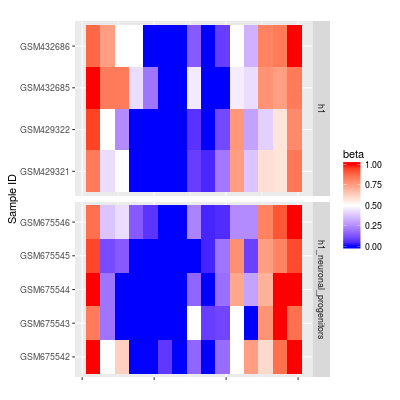 GSM432686
GSM432685
GSM429322
GSM429321
h1
GSM675546
GSM675545
GSM675544
GSM675543
GSM675542
h1_neuronal_progenitors
Sample ID
beta
1.00
0.75
0.50
0.25
0.00